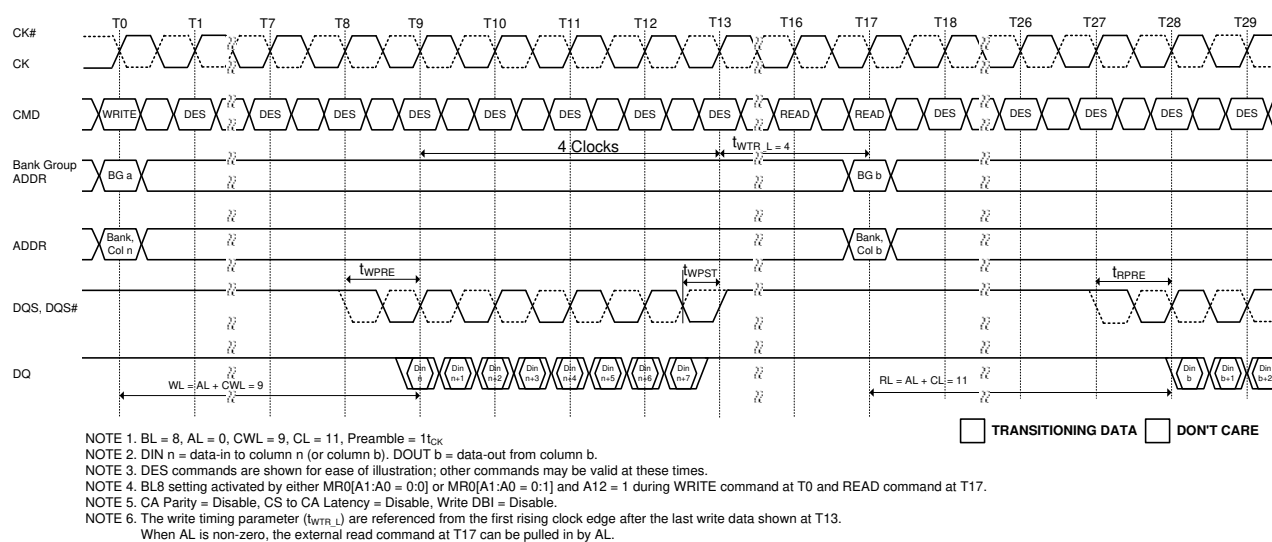 T0 T1 T7 T8 T9 T10 T11 T12 T13 T16 T17 T18 T26 T27 T28 T29
CK#
CK
CMD WRITE DES DES DES DES DES DES DES DES READ READ DES DES DES DES DES
4 Clocks tWTR_L = 4
Bank Group
ADDR
BG a BG b
ADDR
Bank,
Col n
Bank,
Col b
tWPRE tWPST tRPRE
DQS, DQS#
DQ
Din
n
Din
n+1
Din
n+2
Din
n+3
Din
n+4
Din
n+5
Din
n+6
Din
n+7
Din
b
Din
b+1
Din
b+2
WL = AL + CWL = 9 RL = AL + CL = 11
TRANSITIONING DATA DON'T CARE
NOTE 1. BL = 8, AL = 0, CWL = 9, CL = 11, Preamble = 1tCK
NOTE 2. DIN n = data-in to column n (or column b). DOUT b = data-out from column b.
NOTE 3. DES commands are shown for ease of illustration; other commands may be valid at these times.
NOTE 4. BL8 setting activated by either MR0[A1:A0 = 0:0] or MR0[A1:A0 = 0:1] and A12 = 1 during WRITE command at T0 and READ command at T17.
NOTE 5. CA Parity = Disable, CS to CA Latency = Disable, Write DBI = Disable.
NOTE 6. The write timing parameter (tWTR_L) are referenced from the first rising clock edge after the last write data shown at T13.
When AL is non-zero, the external read command at T17 can be pulled in by AL.